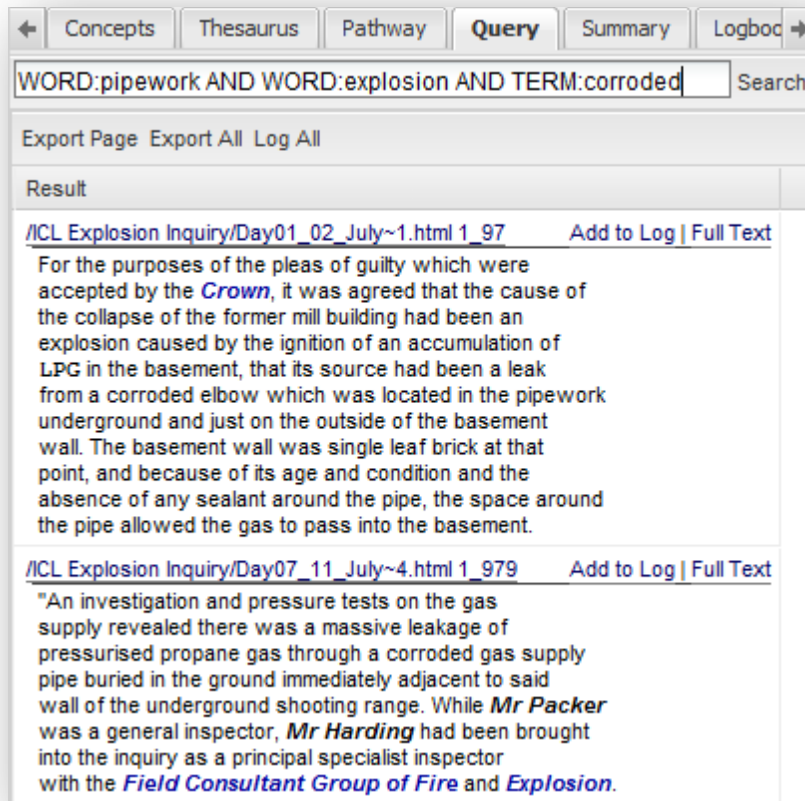 Concepts Thesaurus Pathway Query Summary Logboo
WORD:pipework AND WORD:explosion AND TERM:corroded Search
Export Page Export All Log All
Result
/ICL Explosion Inquiry/Day01_02_July~1.html 1_97 Add to Log | Full Text
For the purposes of the pleas of guilty which were
accepted by the Crown, it was agreed that the cause of
the collapse of the former mill building had been an
explosion caused by the ignition of an accumulation of
LPG in the basement, that its source had been a leak
from a corroded elbow which was located in the pipework
underground and just on the outside of the basement
wall. The basement wall was single leaf brick at that
point, and because of its age and condition and the
absence of any sealant around the pipe, the space around
the pipe allowed the gas to pass into the basement.
/ICL Explosion Inquiry/Day07_11_July~4.html 1_979 Add to Log | Full Text
"An investigation and pressure tests on the gas
supply revealed there was a massive leakage of
pressurised propane gas through a corroded gas supply
pipe buried in the ground immediately adjacent to said
wall of the underground shooting range. While Mr Packer
was a general inspector, Mr Harding had been brought
into the inquiry as a principal specialist inspector
with the Field Consultant Group of Fire and Explosion.